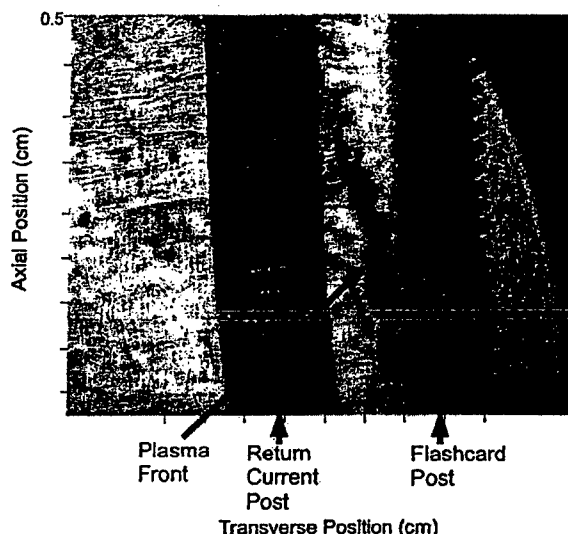 0.5
Axial Position (cm)
Plasma
Front
Return
Current
Post
Flashcard
Post
Transverse Position (cm)